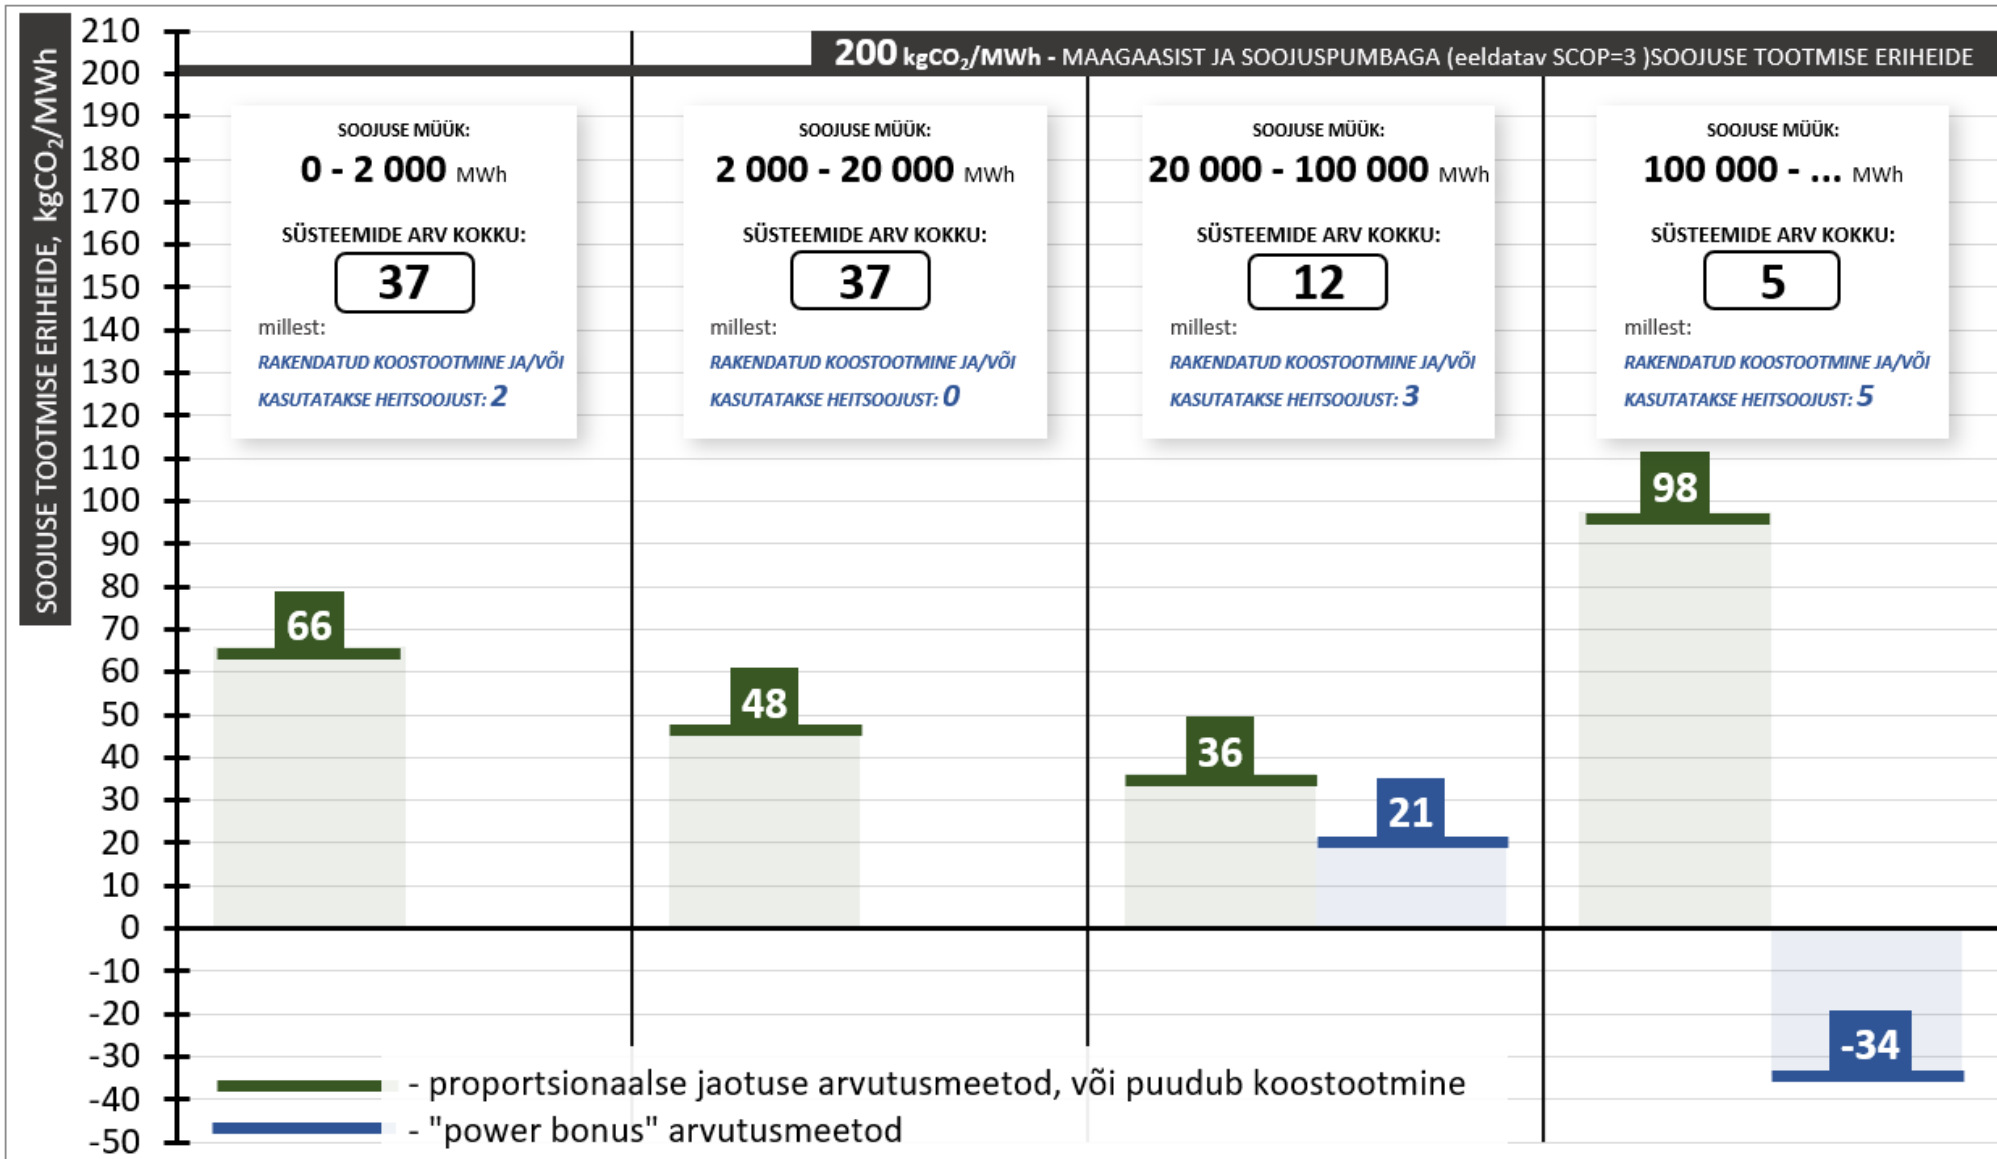 SOOJUSE TOOTMISE ERIHEIDE, kgCO₂/MWh
210
200
190
180
170
160
150
140
130
120
110
100
90
80
70
60
50
40
30
20
10
0
-10
-20
-30
-40
-50
200 kgCO₂/MWh - MAAGAASIST JA SOOJUSPUMBAGA (eeldatav SCOP=3 )SOOJUSE TOOTMISE ERIHEIDE
SOOJUSE MÜÜK:
0 - 2 000 MWh
SÜSTEEMIDE ARV KOKKU:
37
millest:
RAKENDATUD KOOSTOOTMINE JA/VÕI
KASUTATAKSE HEITSOOJUST: 2
SOOJUSE MÜÜK:
2 000 - 20 000 MWh
SÜSTEEMIDE ARV KOKKU:
37
millest:
RAKENDATUD KOOSTOOTMINE JA/VÕI
KASUTATAKSE HEITSOOJUST: 0
SOOJUSE MÜÜK:
20 000 - 100 000 MWh
SÜSTEEMIDE ARV KOKKU:
12
millest:
RAKENDATUD KOOSTOOTMINE JA/VÕI
KASUTATAKSE HEITSOOJUST: 3
SOOJUSE MÜÜK:
100 000 - ... MWh
SÜSTEEMIDE ARV KOKKU:
5
millest:
RAKENDATUD KOOSTOOTMINE JA/VÕI
KASUTATAKSE HEITSOOJUST: 5
66
48
36
21
98
-34
- proportsionaalse jaotuse arvutusmeetod, või puudub koostootmine
- "power bonus" arvutusmeetod